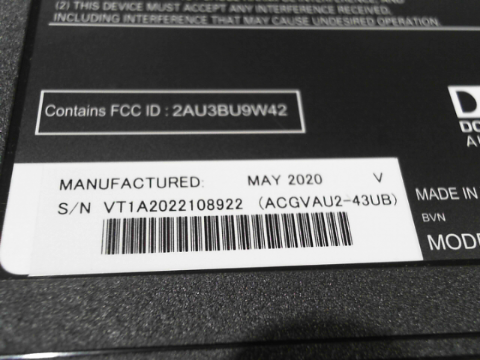 (2) THIS DEVICE MUST ACCEPT ANY INTERFERENCE RECEIVED,
INCLUDING INTERFERENCE THAT MAY CAUSE UNDESIRED OPERATION.
Contains FCC ID : 2AU3BU9W42
MANUFACTURED: MAY 2020 V
S/N VT1A2022108922 (ACGVAU2-43UB)
MADE IN
BVN